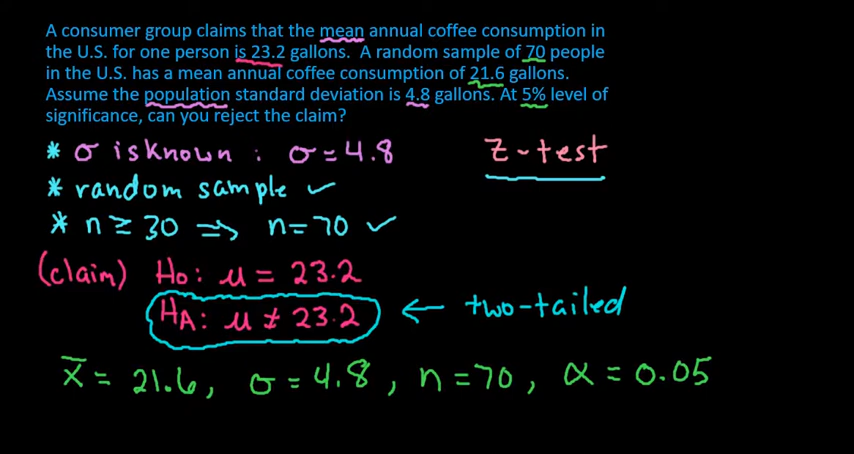 A consumer group claims that the mean annual coffee consumption in
the U.S. for one person is 23.2 gallons. A random sample of 70 people
in the U.S. has a mean annual coffee consumption of 21.6 gallons.
Assume the population standard deviation is 4.8 gallons. At 5% level of
significance, can you reject the claim?
* σ is known : σ = 4.8 z-test
* random sample ✓
* n ≥ 30 ⇒ n = 70 ✓
(claim) H₀: μ = 23.2
Hᴀ: μ ≠ 23.2 ← two-tailed
x̄ = 21.6, σ = 4.8, n = 70, α = 0.05